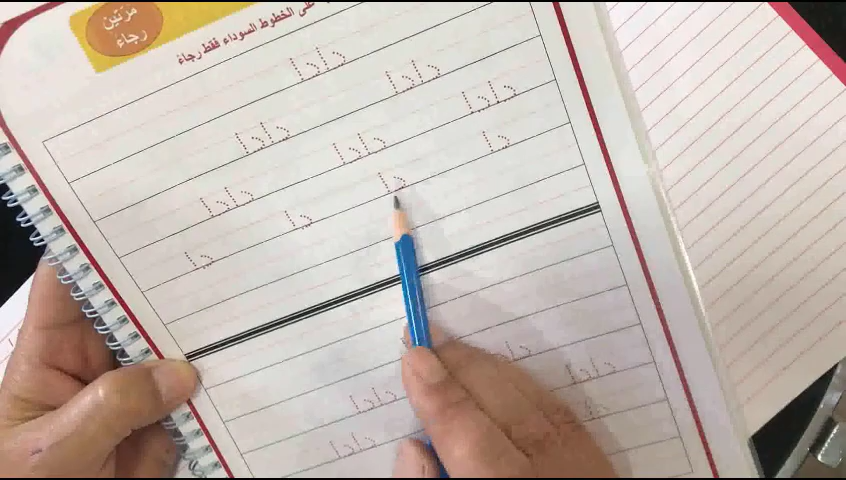 مرّتين
رجاءً
على الخطوط السوداء فقط رجاءً
دادا
دادا دادا
دادا دادا دادا
دا دا دا دا
دادا
دادا دادا